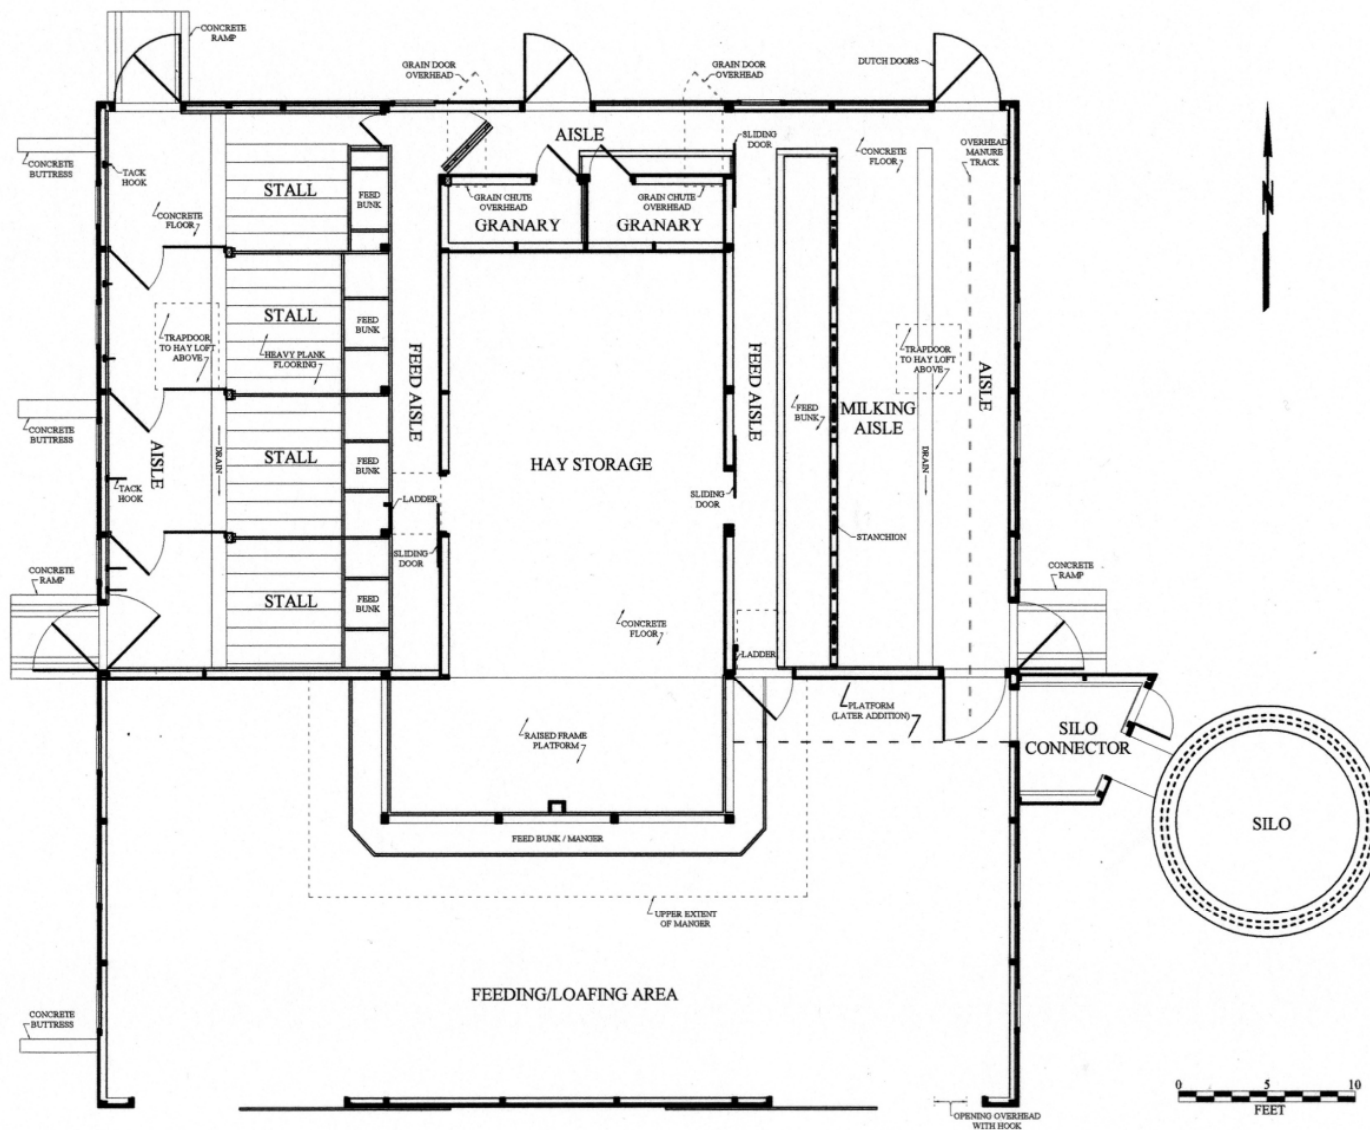 CONCRETE
RAMP
GRAIN DOOR
OVERHEAD
GRAIN DOOR
OVERHEAD
DUTCH DOORS
CONCRETE
BUTTRESS
TACK
HOOK
AISLE
SLIDING
DOOR
CONCRETE
FLOOR
OVERHEAD
MANURE
TRACK
N
STALL
FEED
BUNK
CONCRETE
FLOOR
GRAIN CHUTE
OVERHEAD
GRANARY
GRAIN CHUTE
OVERHEAD
GRANARY
STALL
FEED
BUNK
TRAPDOOR
TO HAY LOFT
ABOVE
HEAVY PLANK
FLOORING
FEED AISLE
FEED AISLE
TRAPDOOR
TO HAY LOFT
ABOVE
AISLE
CONCRETE
BUTTRESS
FEED
BUNK
MILKING
AISLE
AISLE
DRAIN
STALL
FEED
BUNK
HAY STORAGE
DRAIN
TACK
HOOK
LADDER
SLIDING
DOOR
STANCHION
SLIDING
DOOR
CONCRETE
RAMP
STALL
FEED
BUNK
CONCRETE
RAMP
CONCRETE
FLOOR
LADDER
PLATFORM
(LATER ADDITION)
RAISED FRAME
PLATFORM
SILO
CONNECTOR
SILO
FEED BUNK / MANGER
UPPER EXTENT
OF MANGER
FEEDING/LOAFING AREA
CONCRETE
BUTTRESS
0 5 10
FEET
OPENING OVERHEAD
WITH HOOK